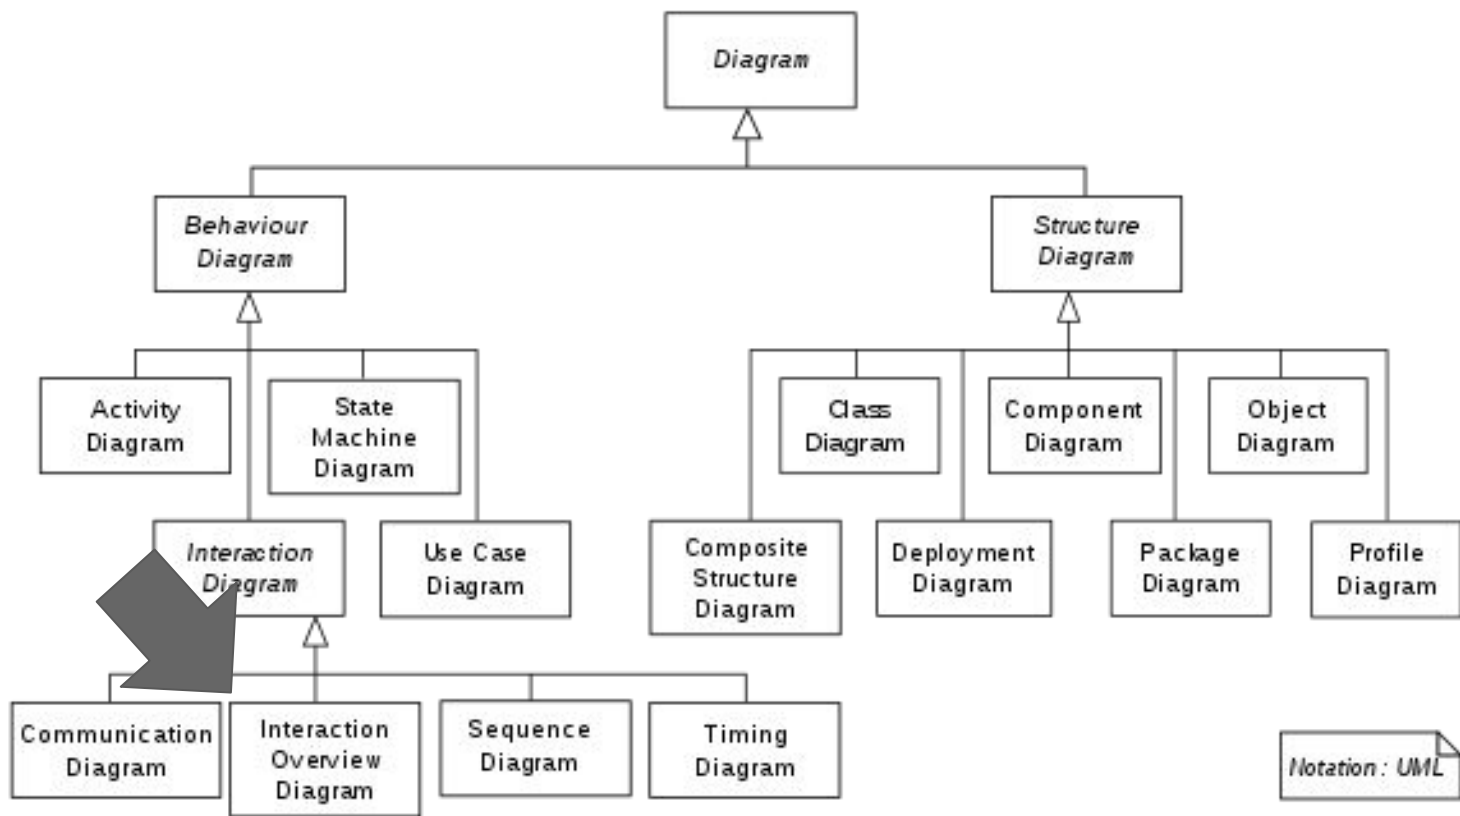 Diagram
Behaviour
Diagram
Structure
Diagram
Activity
Diagram
State
Machine
Diagram
Class
Diagram
Component
Diagram
Object
Diagram
Interaction
Diagram
Use Case
Diagram
Composite
Structure
Diagram
Deployment
Diagram
Package
Diagram
Profile
Diagram
Communication
Diagram
Interaction
Overview
Diagram
Sequence
Diagram
Timing
Diagram
Notation : UML